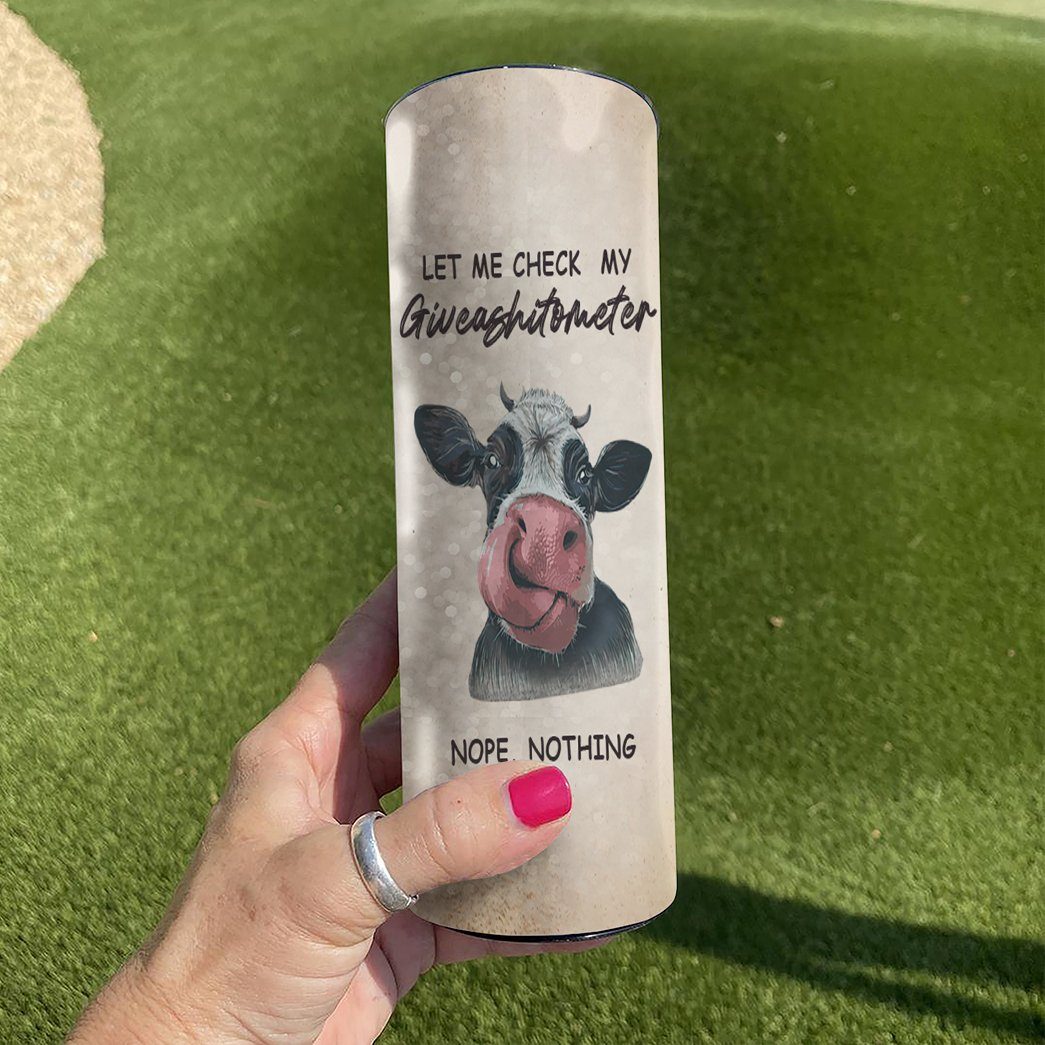 LET ME CHECK MY
Giveashitometer
NOPE, NOTHING